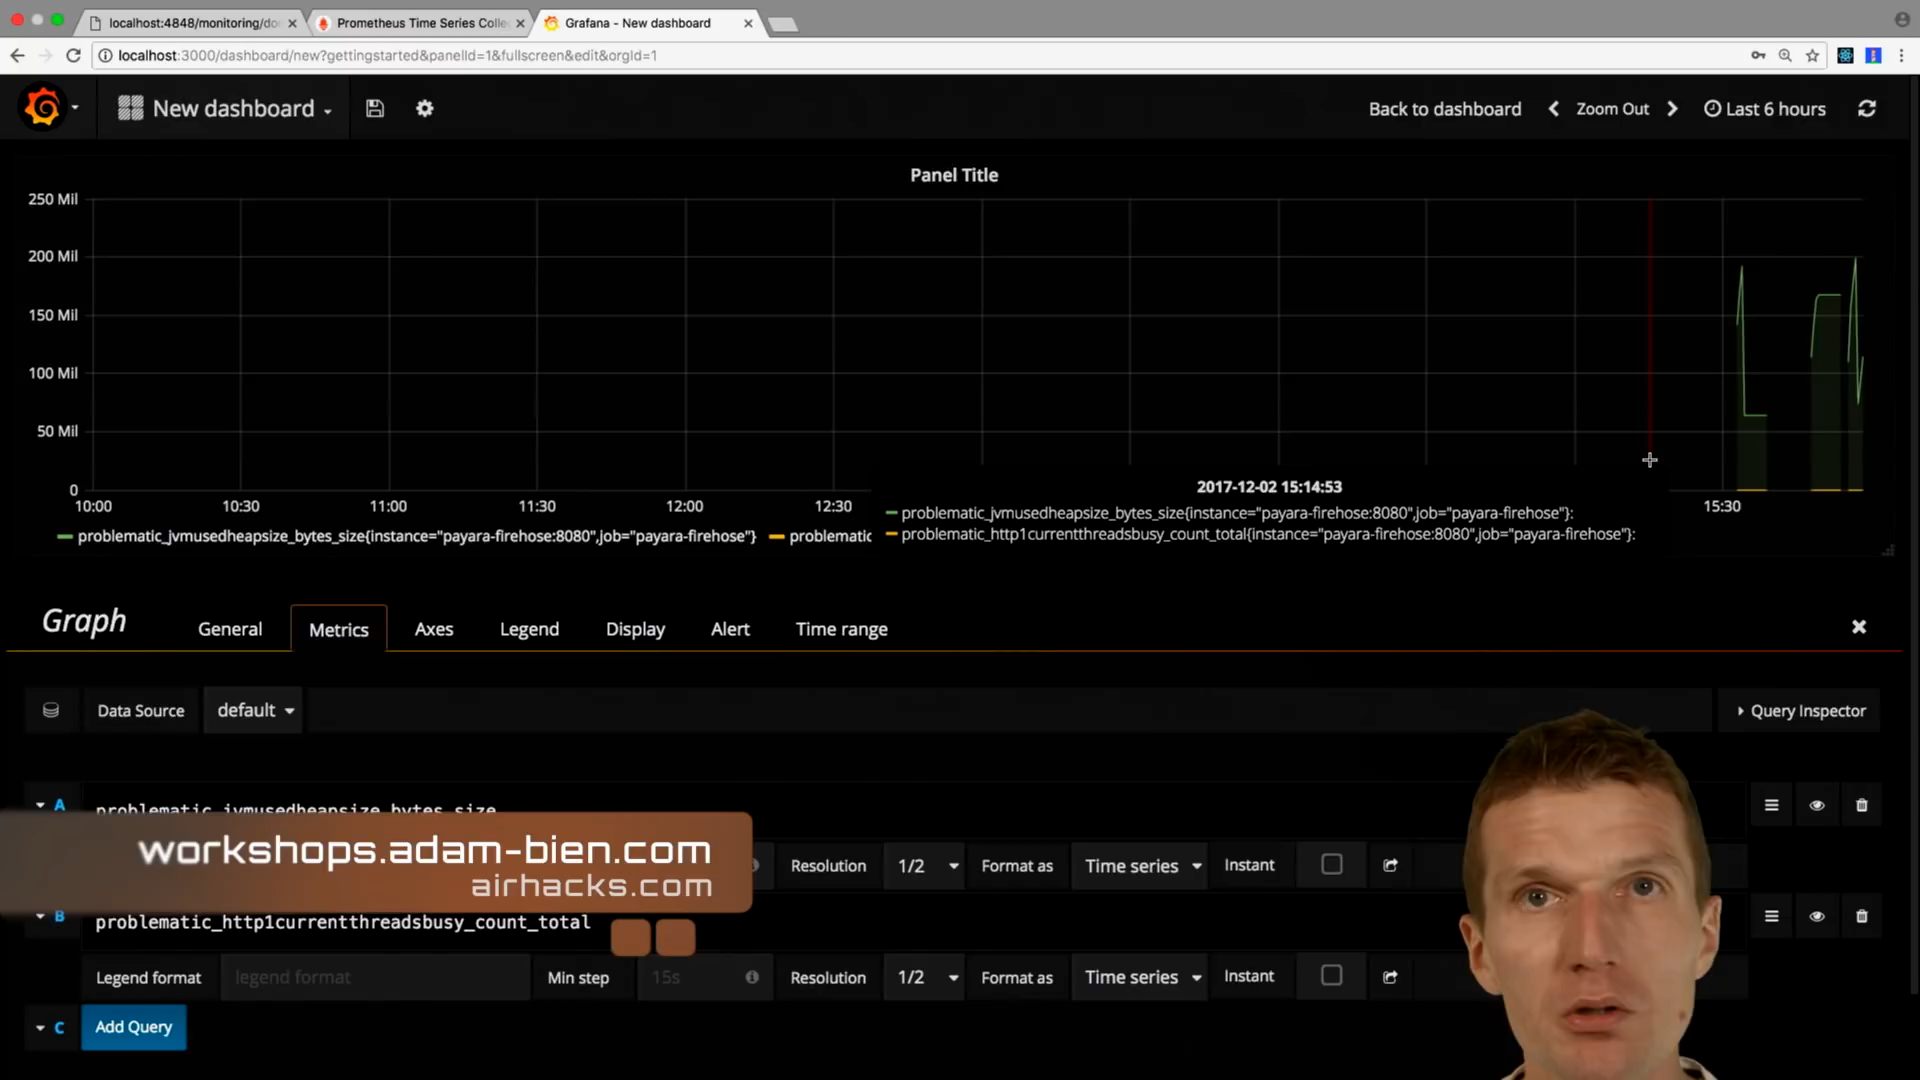 localhost:4848/monitoring/do
Prometheus Time Series Colle
Grafana - New dashboard
localhost:3000/dashboard/new?gettingstarted&panelId=1&fullscreen&edit&orgId=1
New dashboard
Back to dashboard
Zoom Out
Last 6 hours
Panel Title
250 Mil
200 Mil
150 Mil
100 Mil
50 Mil
0
10:00 10:30 11:00 11:30 12:00 12:30 15:30
2017-12-02 15:14:53
problematic_jvmusedheapsize_bytes_size{instance="payara-firehose:8080",job="payara-firehose"}:
problematic_http1currentthreadsbusy_count_total{instance="payara-firehose:8080",job="payara-firehose"}:
problematic_jvmusedheapsize_bytes_size{instance="payara-firehose:8080",job="payara-firehose"} problematic
Graph General Metrics Axes Legend Display Alert Time range
Data Source default Query Inspector
A problematic_jvmusedheapsize_bytes_size
workshops.adam-bien.com
airhacks.com
Resolution 1/2 Format as Time series Instant
B problematic_http1currentthreadsbusy_count_total
Legend format legend format Min step 15s Resolution 1/2 Format as Time series Instant
C Add Query